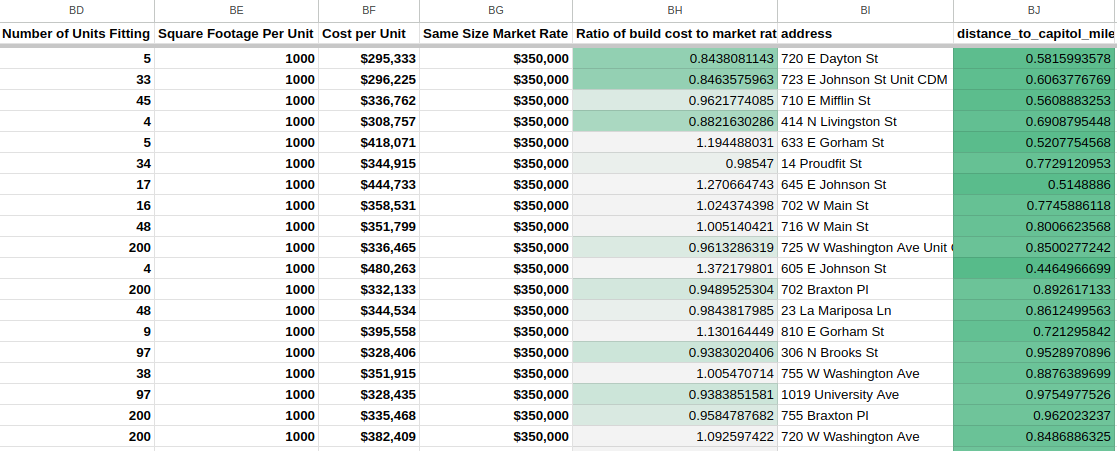 BD BE BF BG BH BI BJ
Number of Units Fitting Square Footage Per Unit Cost per Unit Same Size Market Rate Ratio of build cost to market rat address distance_to_capitol_mile
5 1000 $295,333 $350,000 0.8438081143 720 E Dayton St 0.5815993578
33 1000 $296,225 $350,000 0.8463575963 723 E Johnson St Unit CDM 0.6063776769
45 1000 $336,762 $350,000 0.9621774085 710 E Mifflin St 0.5608883253
4 1000 $308,757 $350,000 0.8821630286 414 N Livingston St 0.6908795448
5 1000 $418,071 $350,000 1.194488031 633 E Gorham St 0.5207754568
34 1000 $344,915 $350,000 0.98547 14 Proudfit St 0.7729120953
17 1000 $444,733 $350,000 1.270664743 645 E Johnson St 0.5148886
16 1000 $358,531 $350,000 1.024374398 702 W Main St 0.7745886118
48 1000 $351,799 $350,000 1.005140421 716 W Main St 0.8006623568
200 1000 $336,465 $350,000 0.9613286319 725 W Washington Ave Unit 0.8500277242
4 1000 $480,263 $350,000 1.372179801 605 E Johnson St 0.4464966699
200 1000 $332,133 $350,000 0.9489525304 702 Braxton Pl 0.892617133
48 1000 $344,534 $350,000 0.9843817985 23 La Mariposa Ln 0.8612499563
9 1000 $395,558 $350,000 1.130164449 810 E Gorham St 0.721295842
97 1000 $328,406 $350,000 0.9383020406 306 N Brooks St 0.9528970896
38 1000 $351,915 $350,000 1.005470714 755 W Washington Ave 0.8876389699
97 1000 $328,435 $350,000 0.9383851581 1019 University Ave 0.9754977526
200 1000 $335,468 $350,000 0.9584787682 755 Braxton Pl 0.962023237
200 1000 $382,409 $350,000 1.092597422 720 W Washington Ave 0.8486886325